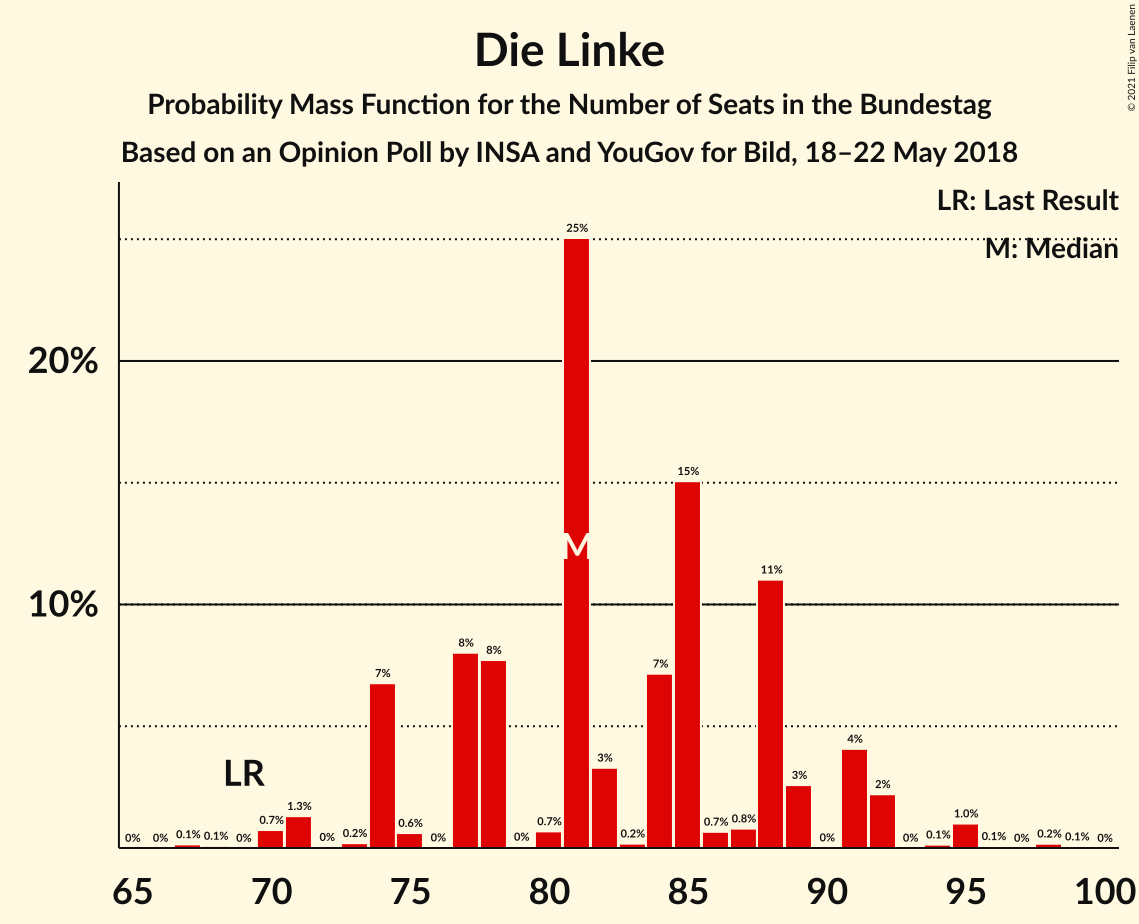 Die Linke
Probability Mass Function for the Number of Seats in the Bundestag
Based on an Opinion Poll by INSA and YouGov for Bild, 18–22 May 2018
© 2021 Filip van Laenen
LR: Last Result
M: Median
20%
10%
0% 0% 0.1% 0.1% 0% 0.7% 1.3% 0% 0.2% 7% 0.6% 0% 8% 8% 0% 0.7% 25% 3% 0.2% 7% 15% 0.7% 0.8% 11% 3% 0% 4% 2% 0% 0.1% 1.0% 0.1% 0% 0.2% 0.1% 0%
LR
M
65 70 75 80 85 90 95 100